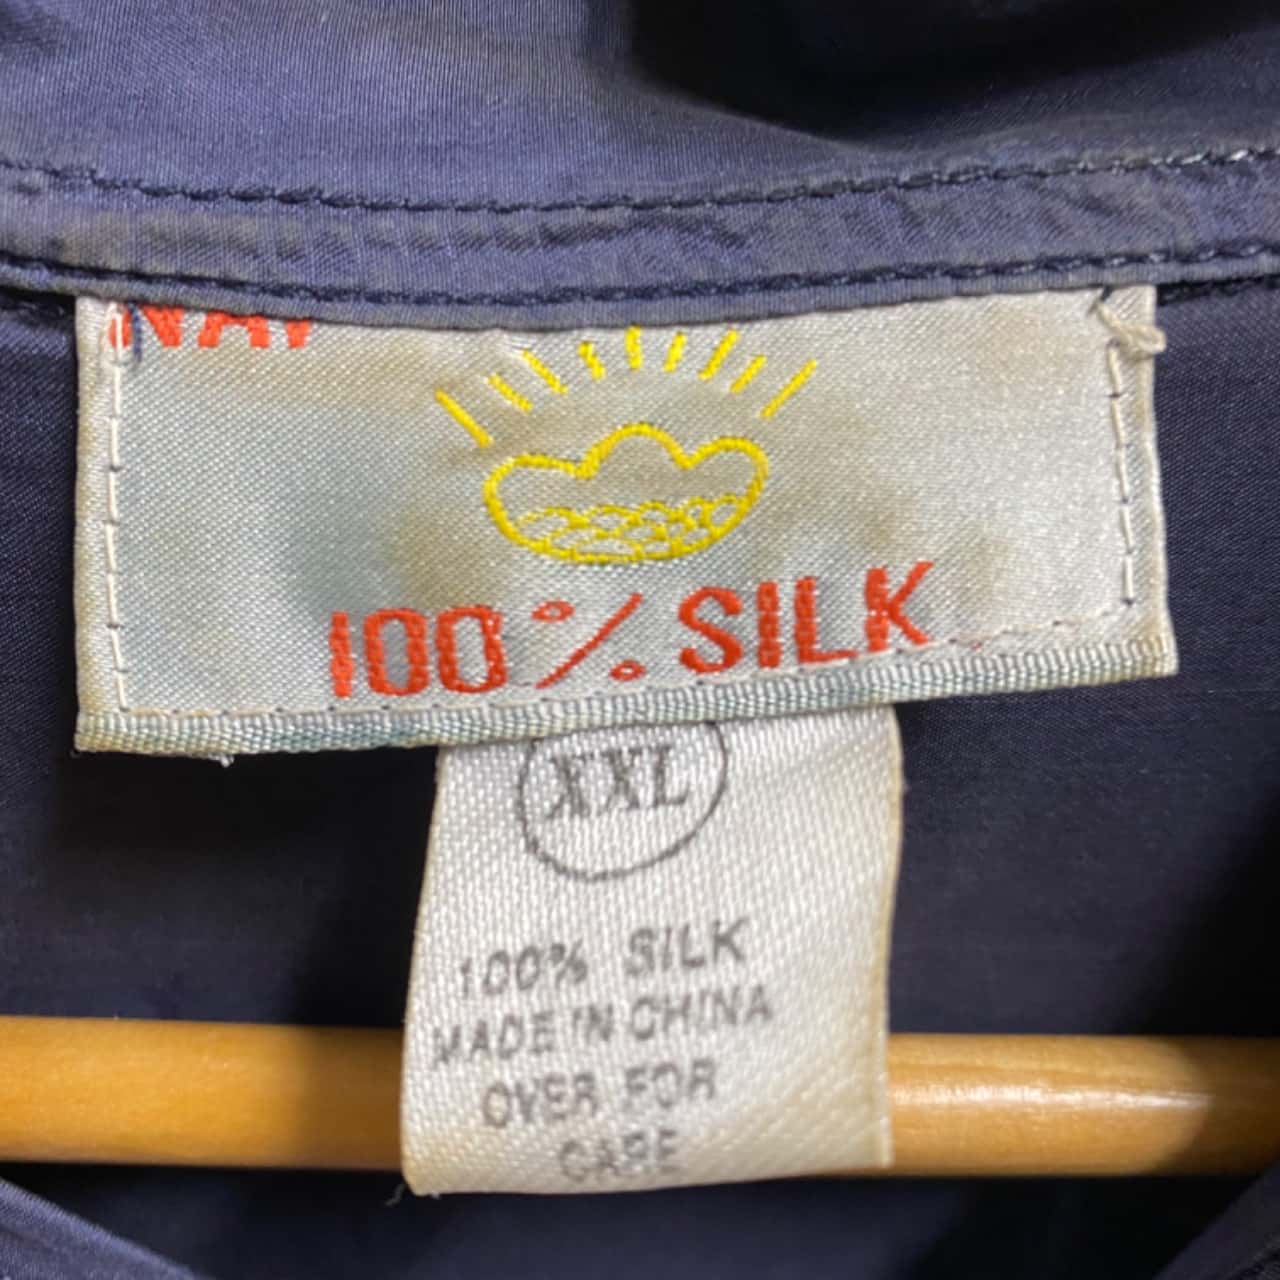 100% SILK
XXL
100% SILK
MADE IN CHINA
OVER FOR
CARE